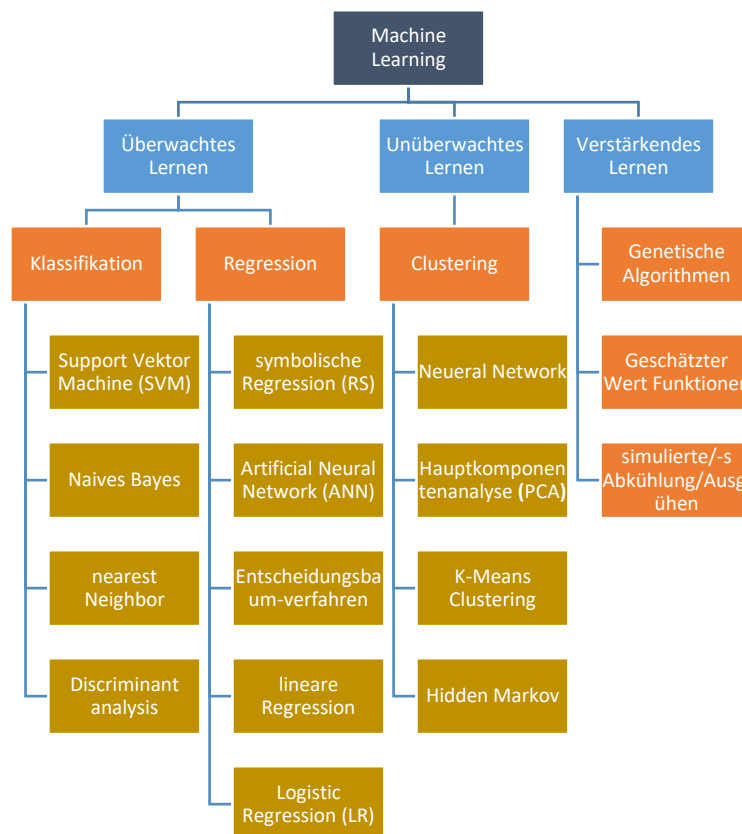 Machine
Learning
Überwachtes
Lernen
Unüberwachtes
Lernen
Verstärkendes
Lernen
Klassifikation
Regression
Clustering
Genetische
Algorithmen
Support Vektor
Machine (SVM)
symbolische
Regression (RS)
Neueral Network
Geschätzter
Wert Funktionen
Naives Bayes
Artificial Neural
Network (ANN)
Hauptkomponen
tenanalyse (PCA)
simulierte/-s
Abkühlung/Ausgl
ühen
nearest
Neighbor
Entscheidungsba
um-verfahren
K-Means
Clustering
Discriminant
analysis
lineare
Regression
Hidden Markov
Logistic
Regression (LR)